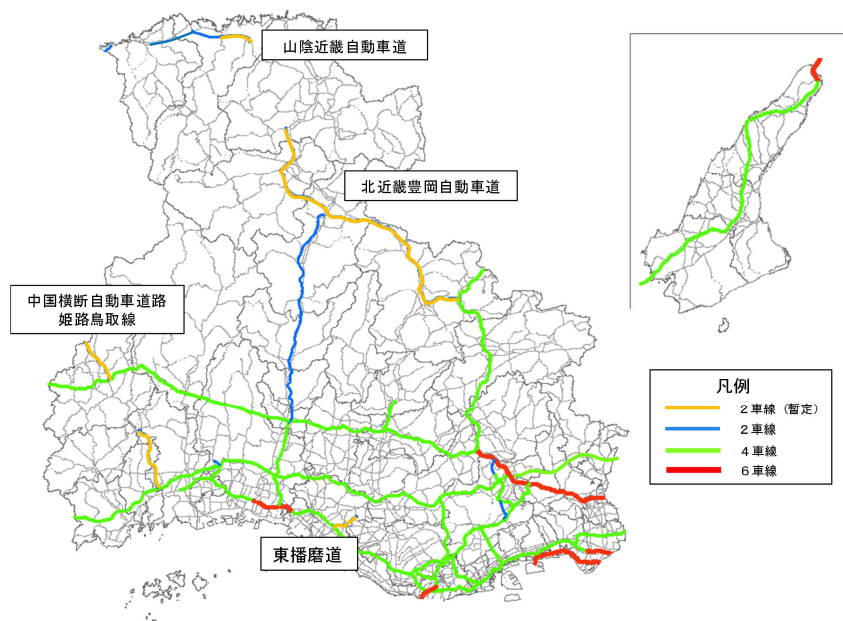 山陰近畿自動車道
北近畿豊岡自動車道
中国横断自動車道路
姫路鳥取線
凡例
2車線（暫定）
2車線
4車線
6車線
東播磨道